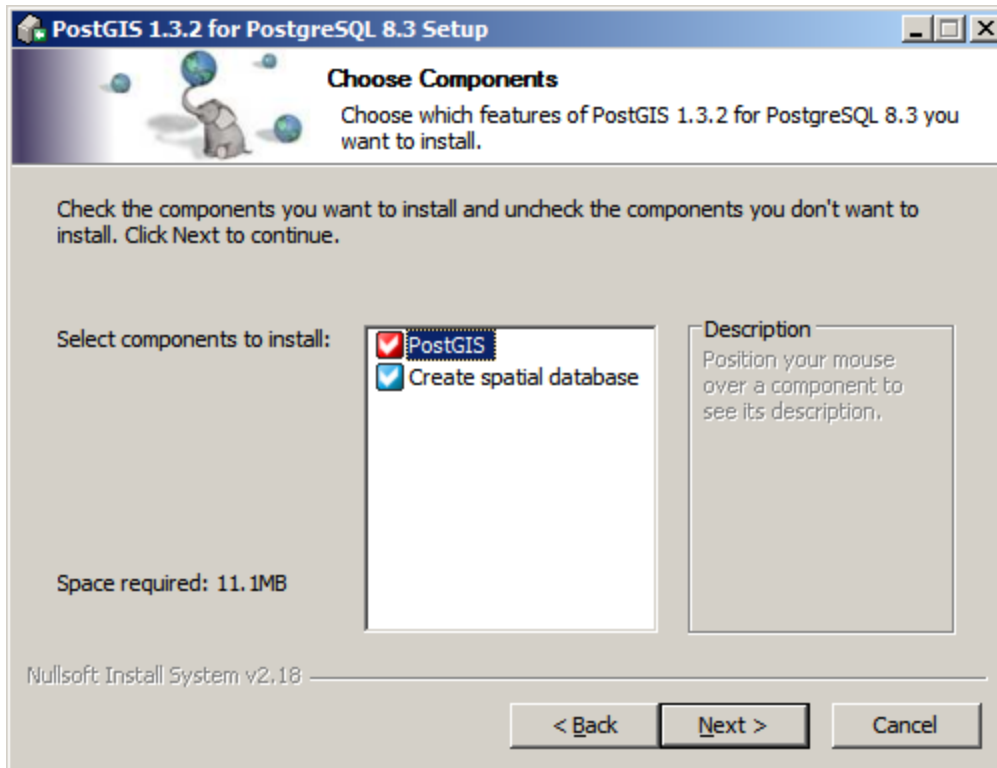 PostGIS 1.3.2 for PostgreSQL 8.3 Setup
Choose Components
Choose which features of PostGIS 1.3.2 for PostgreSQL 8.3 you
want to install.
Check the components you want to install and uncheck the components you don't want to
install. Click Next to continue.
Select components to install:
PostGIS
Create spatial database
Description
Position your mouse
over a component to
see its description.
Space required: 11.1MB
Nullsoft Install System v2.18
< Back
Next >
Cancel